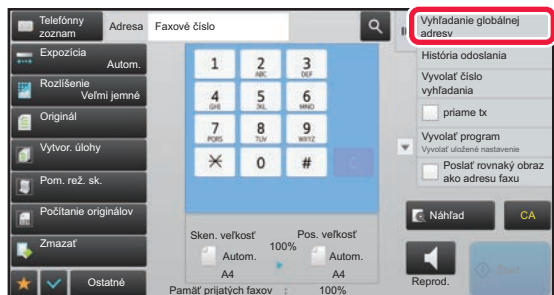 Telefónny
zoznam
Adresa
Faxové číslo
Expozícia
Autom.
Rozlíšenie
Veľmi jemné
Originál
Vytvor. úlohy
Pom. rež. sk.
Počítanie originálov
Zmazať
Ostatné
1
2
ABC
3
DEF
4
GHI
5
JKL
6
MNO
7
PQRS
8
TUV
9
WXYZ
0
#
C
Sken. veľkosť
100%
Pos. veľkosť
Autom.
A4
Autom.
A4
Pamäť prijatých faxov : 100%
Vyhľadanie globálnej
adresy
História odoslania
Vyvolať číslo
vyhľadania
priame tx
Vyvolať program
Vyvolať uložené nastavenie
Poslať rovnaký obraz
ako adresu faxu
Náhľad
CA
Reprod.
Start